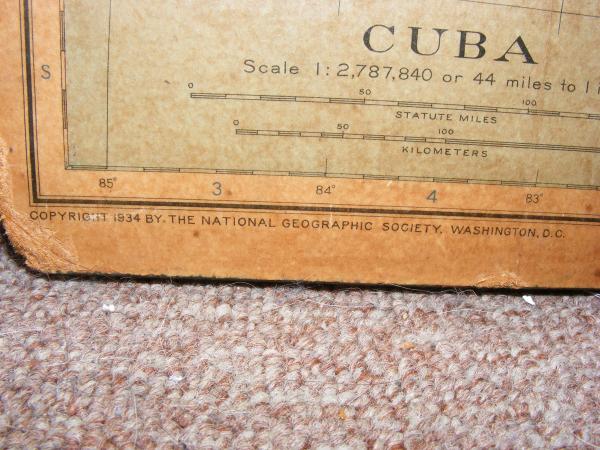 CUBA
S
Scale 1:2,787,840 or 44 miles to 1
0 50 100
STATUTE MILES
0 50 100
KILOMETERS
85° 3 84° 4 83°
COPYRIGHT 1934 BY THE NATIONAL GEOGRAPHIC SOCIETY, WASHINGTON, D.C.